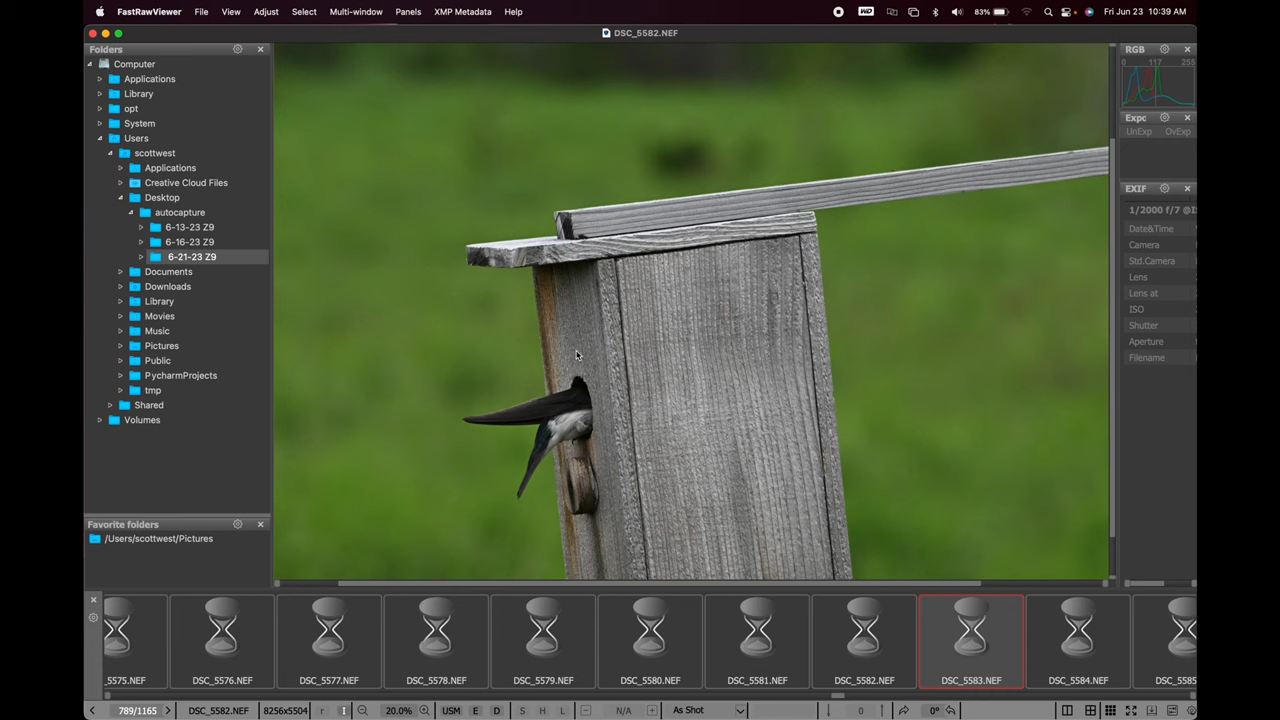 FastRawViewer File View Adjust Select Multi-window Panels XMP Metadata Help WD 83% Fri Jun 23 10:39 AM
DSC_5582.NEF
Folders
Computer
Applications
Library
opt
System
Users
scottwest
Applications
Creative Cloud Files
Desktop
autocapture
6-13-23 Z9
6-16-23 Z9
6-21-23 Z9
Documents
Downloads
Library
Movies
Music
Pictures
Public
PycharmProjects
tmp
Shared
Volumes
Favorite folders
/Users/scottwest/Pictures
RGB
0 117 255
Expc
UnExp OvExp
EXIF
1/2000 f/7 @IS
Date&Time
Camera
Std.Camera
Lens
Lens at
ISO
Shutter
Aperture
Filename
_5575.NEF DSC_5576.NEF DSC_5577.NEF DSC_5578.NEF DSC_5579.NEF DSC_5580.NEF DSC_5581.NEF DSC_5582.NEF DSC_5583.NEF DSC_5584.NEF DSC_5585
789/1165 DSC_5582.NEF 8256x5504 r I 20.0% USM E D S H L N/A As Shot 0 0°